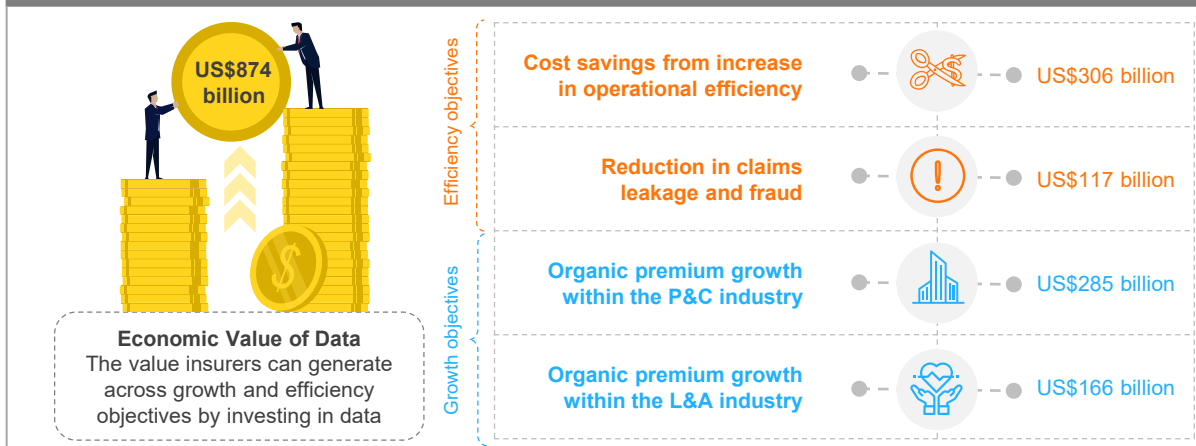 US$874
billion
Economic Value of Data
The value insurers can generate
across growth and efficiency
objectives by investing in data
Efficiency objectives
Cost savings from increase
in operational efficiency
US$306 billion
Reduction in claims
leakage and fraud
US$117 billion
Growth objectives
Organic premium growth
within the P&C industry
US$285 billion
Organic premium growth
within the L&A industry
US$166 billion